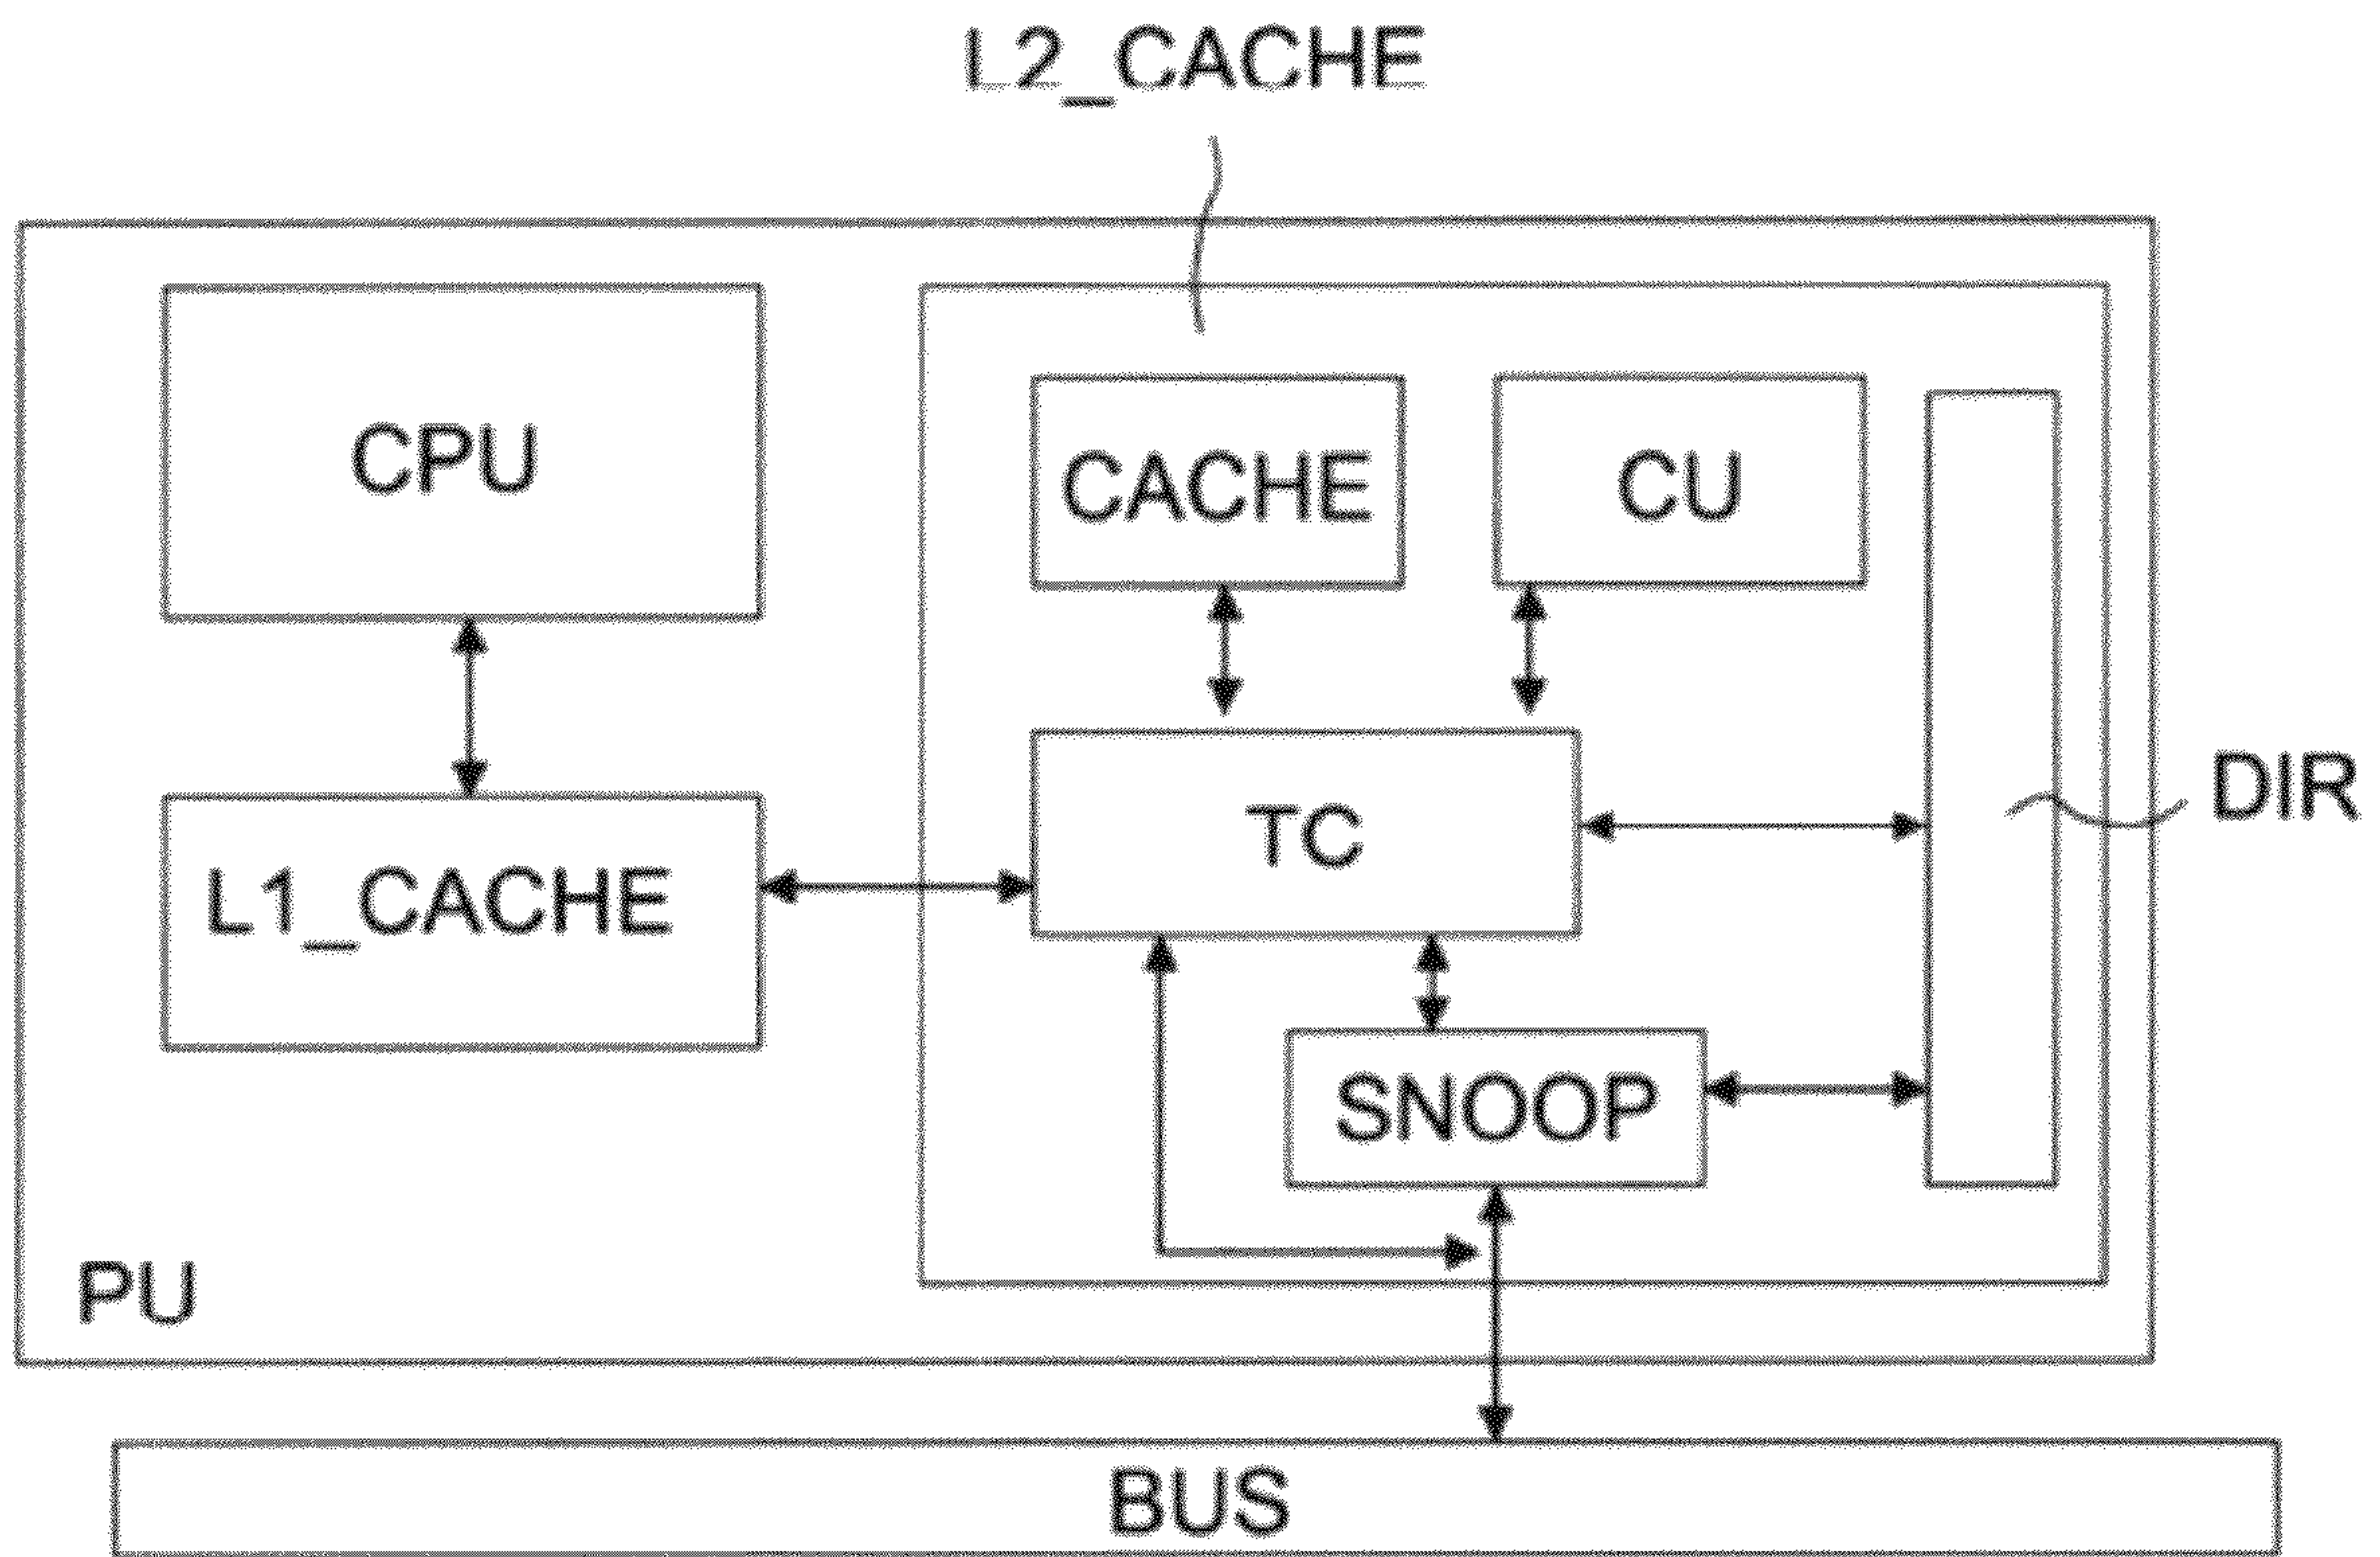 L2_CACHE
CPU
CACHE
CU
DIR
TC
L1_CACHE
SNOOP
PU
BUS